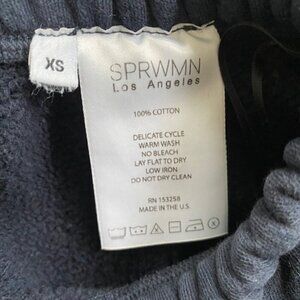 XS
SPRWMN
Los Angeles
100% COTTON
DELICATE CYCLE
WARM WASH
NO BLEACH
LAY FLAT TO DRY
LOW IRON
DO NOT DRY CLEAN
RN 153258
MADE IN THE U.S.